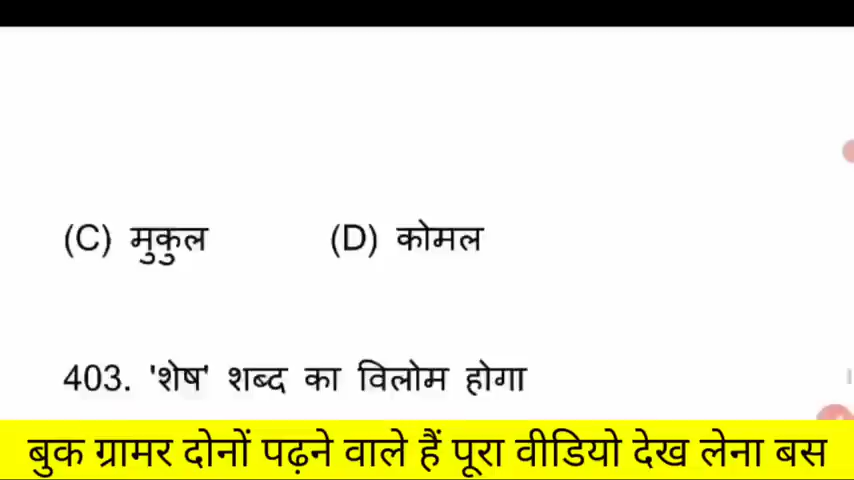 (C) मुकुल (D) कोमल
403. 'शेष' शब्द का विलोम होगा
बुक ग्रामर दोनों पढ़ने वाले हैं पूरा वीडियो देख लेना बस